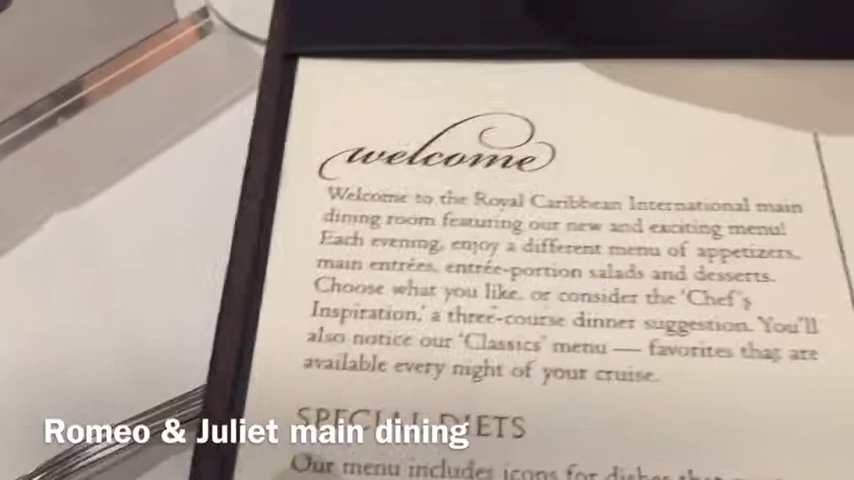 welcome
Welcome to the Royal Caribbean International main
dining room featuring our new and exciting menu!
Each evening, enjoy a different menu of appetizers,
main entrées, entrée-portion salads and desserts.
Choose what you like, or consider the 'Chef's
Inspiration,' a three-course dinner suggestion. You'll
also notice our 'Classics' menu — favorites that are
available every night of your cruise.
SPECIAL DIETS
Romeo & Juliet main dining
Our menu includes icons for dishes that